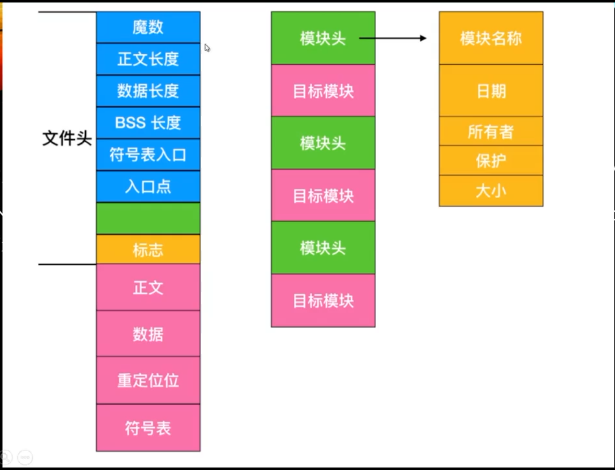 文件头
魔数
正文长度
数据长度
BSS 长度
符号表入口
入口点
标志
正文
数据
重定位位
符号表
模块头
目标模块
模块头
目标模块
模块头
目标模块
模块名称
日期
所有者
保护
大小